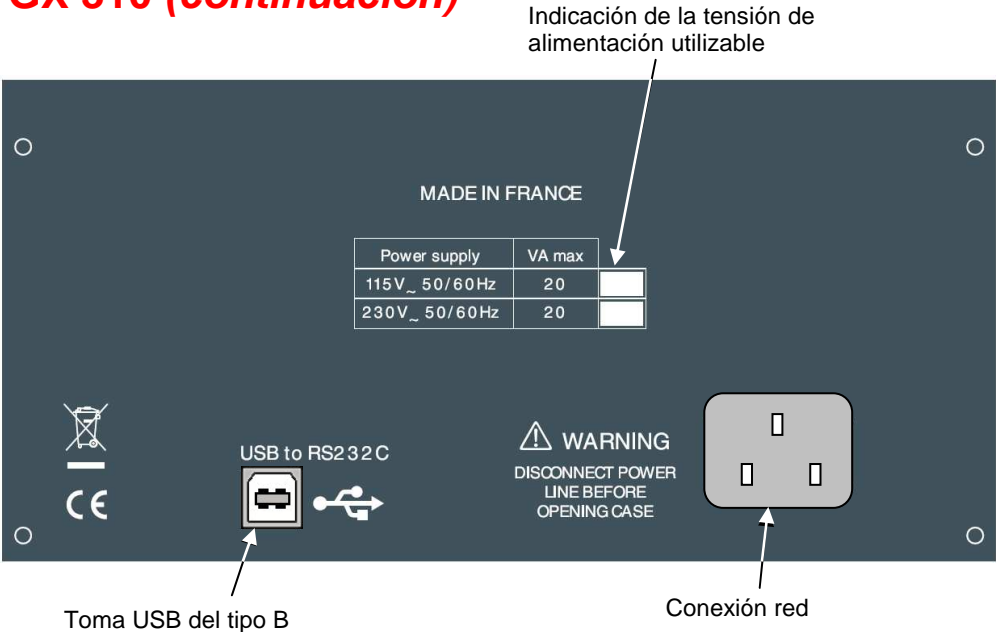 GX 310 (continuación)
Indicación de la tensión de
alimentación utilizable
MADE IN FRANCE
Power supply VA max
115V~ 50/60Hz 20
230V~ 50/60Hz 20
USB to RS232C
WARNING
DISCONNECT POWER
LINE BEFORE
OPENING CASE
CE
Toma USB del tipo B
Conexión red